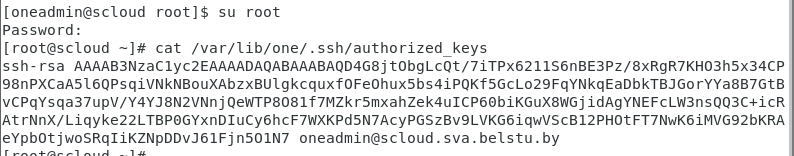 [oneadmin@scloud root]$ su root
Password:
[root@scloud ~]# cat /var/lib/one/.ssh/authorized_keys
ssh-rsa AAAAB3NzaC1yc2EAAAADAQABAAABAQD4G8jtObgLcQt/7iTPx6211S6nBE3Pz/8xRgR7KHO3h5x34CP
98nPXCaA5l6QPsqiVNkNBouXAbzxBUlgkcquxfOFeOhux5bs4iPQKf5GcLo29FqYNkqEaDbkTBJGorYYa8B7GtB
vCPqYsqa37upV/Y4YJ8N2VNnjQeWTP8O81f7MZkr5mxahZek4uICP60biKGuX8WGjidAgYNEFcLW3nsQQ3C+icR
AtrNnX/Liqyke22LTBP0GYxnDIuCy6hcF7WXKPd5N7AcyPGSzBv9LVKG6iqwVScB12PHOtFT7NwK6iMVG92bKRA
eYpbOtjwoSRqIiKZNpDDvJ61Fjn5O1N7 oneadmin@scloud.sva.belstu.by
[root@scloud ~]#